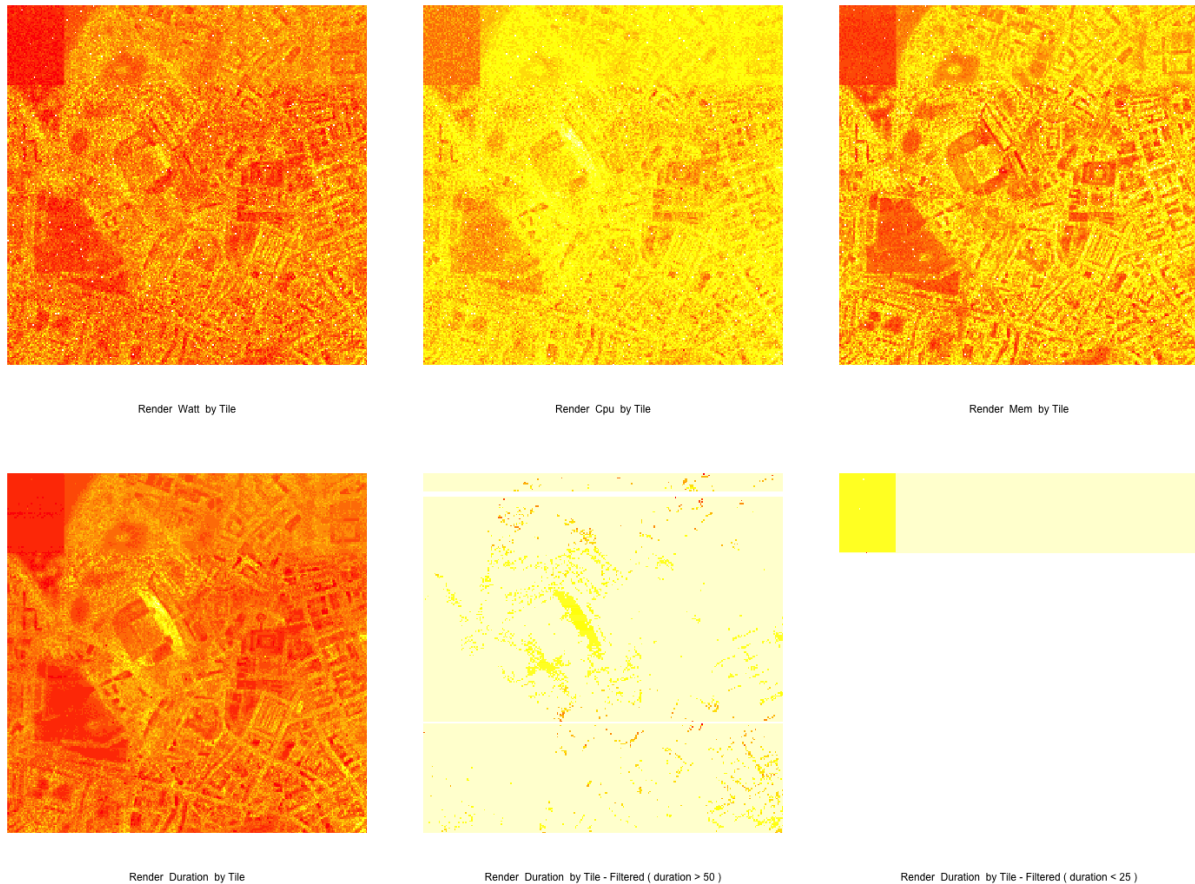 Render Watt by Tile
Render Cpu by Tile
Render Mem by Tile
Render Duration by Tile
Render Duration by Tile - Filtered ( duration > 50 )
Render Duration by Tile - Filtered ( duration < 25 )